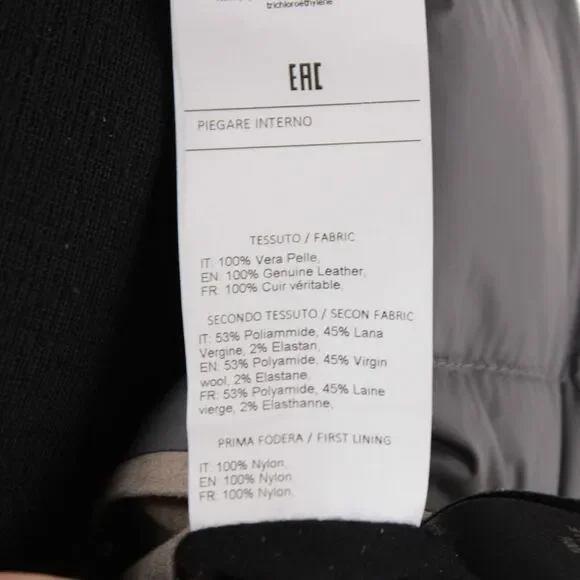 trichloroethylene
EAC
PIEGARE INTERNO
TESSUTO / FABRIC
IT: 100% Vera Pelle,
EN: 100% Genuine Leather,
FR: 100% Cuir véritable,
SECONDO TESSUTO / SECON FABRIC
IT: 53% Poliammide, 45% Lana
Vergine, 2% Elastan,
EN: 53% Polyamide, 45% Virgin
wool, 2% Elastane,
FR: 53% Polyamide, 45% Laine
vierge, 2% Elasthanne,
PRIMA FODERA / FIRST LINING
IT: 100% Nylon,
EN: 100% Nylon
FR: 100% Nylon,